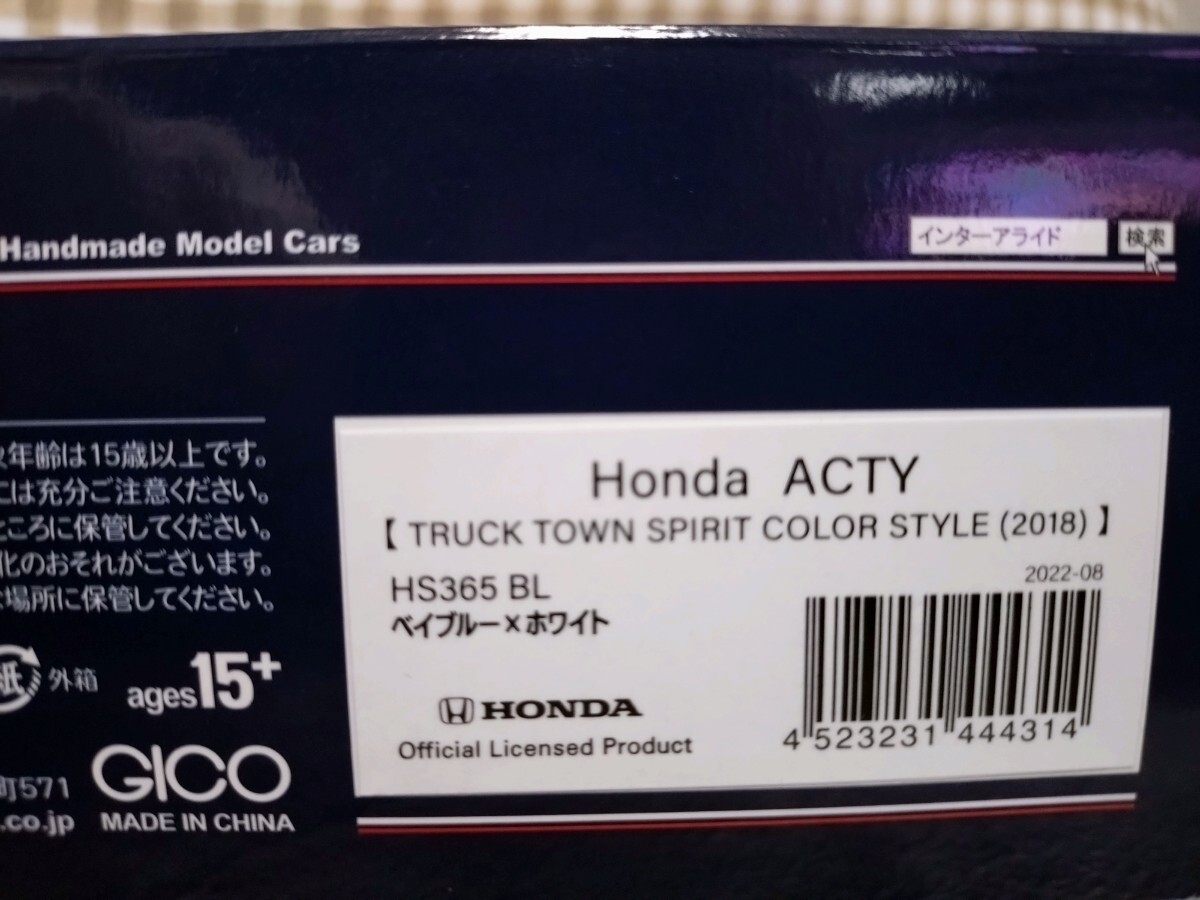 Handmade Model Cars
インターアライド 検索
年齢は15歳以上です。
には充分ご注意ください。
ところに保管してください。
化のおそれがございます。
場所に保管してください。
紙 外箱
ages15+
GICO
町571
.co.jp MADE IN CHINA
Honda ACTY
【 TRUCK TOWN SPIRIT COLOR STYLE (2018) 】
HS365 BL
2022-08
ベイブルー×ホワイト
HONDA
Official Licensed Product
4 523231 444314